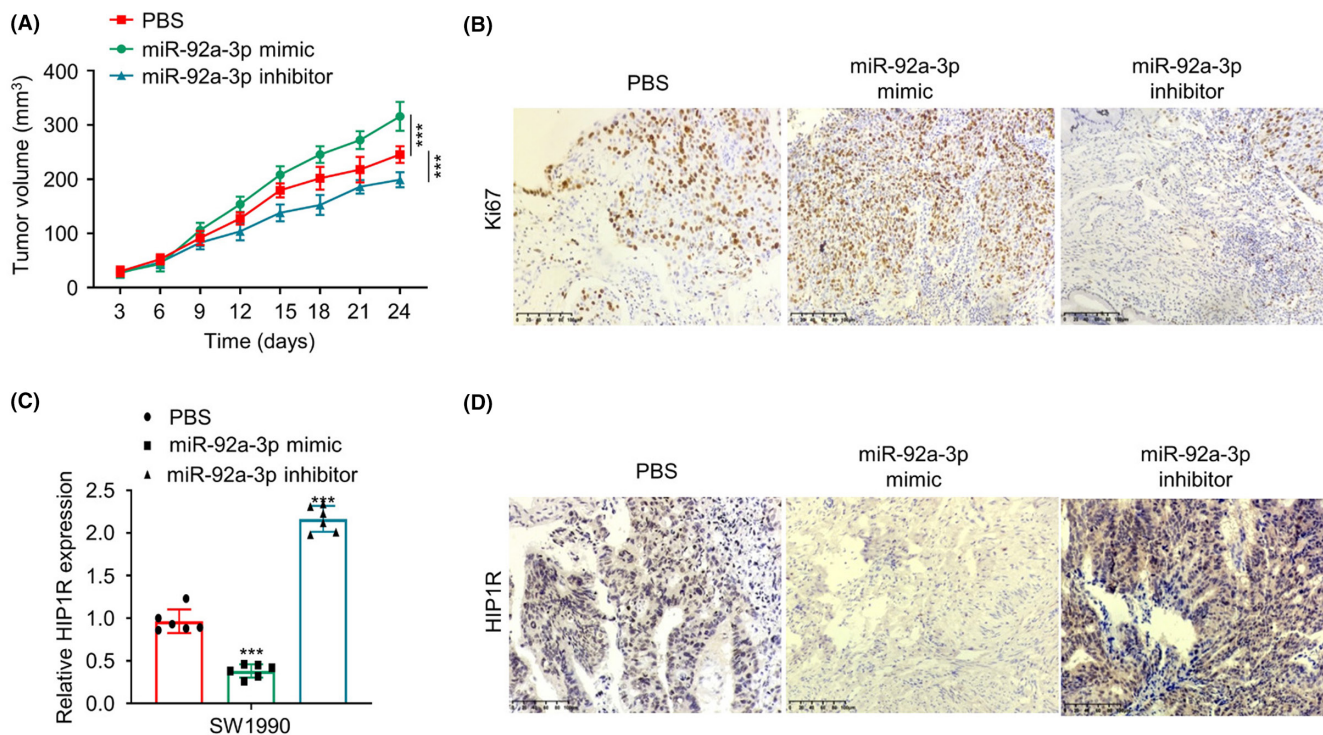 (A)
PBS
miR-92a-3p mimic
miR-92a-3p inhibitor
Tumor volume (mm³)
400
300
200
100
0
3 6 9 12 15 18 21 24
Time (days)
***
***
(B)
PBS
miR-92a-3p
mimic
miR-92a-3p
inhibitor
Ki67
(C)
PBS
miR-92a-3p mimic
miR-92a-3p inhibitor
Relative HIP1R expression
2.5
2.0
1.5
1.0
0.5
0.0
***
***
SW1990
(D)
PBS
miR-92a-3p
mimic
miR-92a-3p
inhibitor
HIP1R